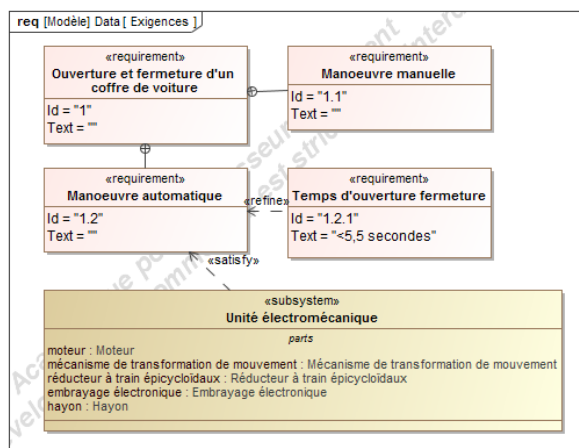 req [Modèle] Data [ Exigences ]
«requirement»
Ouverture et fermeture d'un
coffre de voiture
Id = "1"
Text = ""
«requirement»
Manoeuvre manuelle
Id = "1.1"
Text = ""
«requirement»
Manoeuvre automatique
Id = "1.2"
Text = ""
«refine»
«requirement»
Temps d'ouverture fermeture
Id = "1.2.1"
Text = "<5,5 secondes"
«satisfy»
«subsystem»
Unité électromécanique
parts
moteur : Moteur
mécanisme de transformation de mouvement : Mécanisme de transformation de mouvement
réducteur à train épicycloïdaux : Réducteur à train épicycloïdaux
embrayage électronique : Embrayage électronique
hayon : Hayon